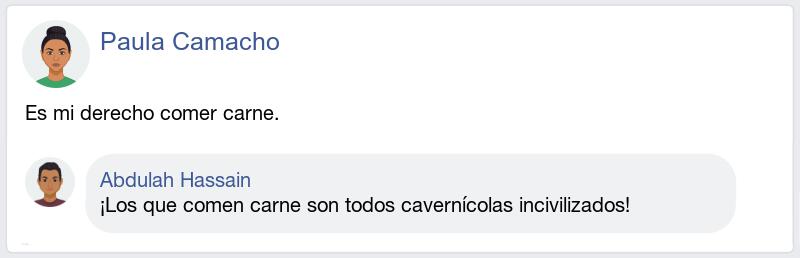 Paula Camacho
Es mi derecho comer carne.
Abdulah Hassain
¡Los que comen carne son todos cavernícolas incivilizados!